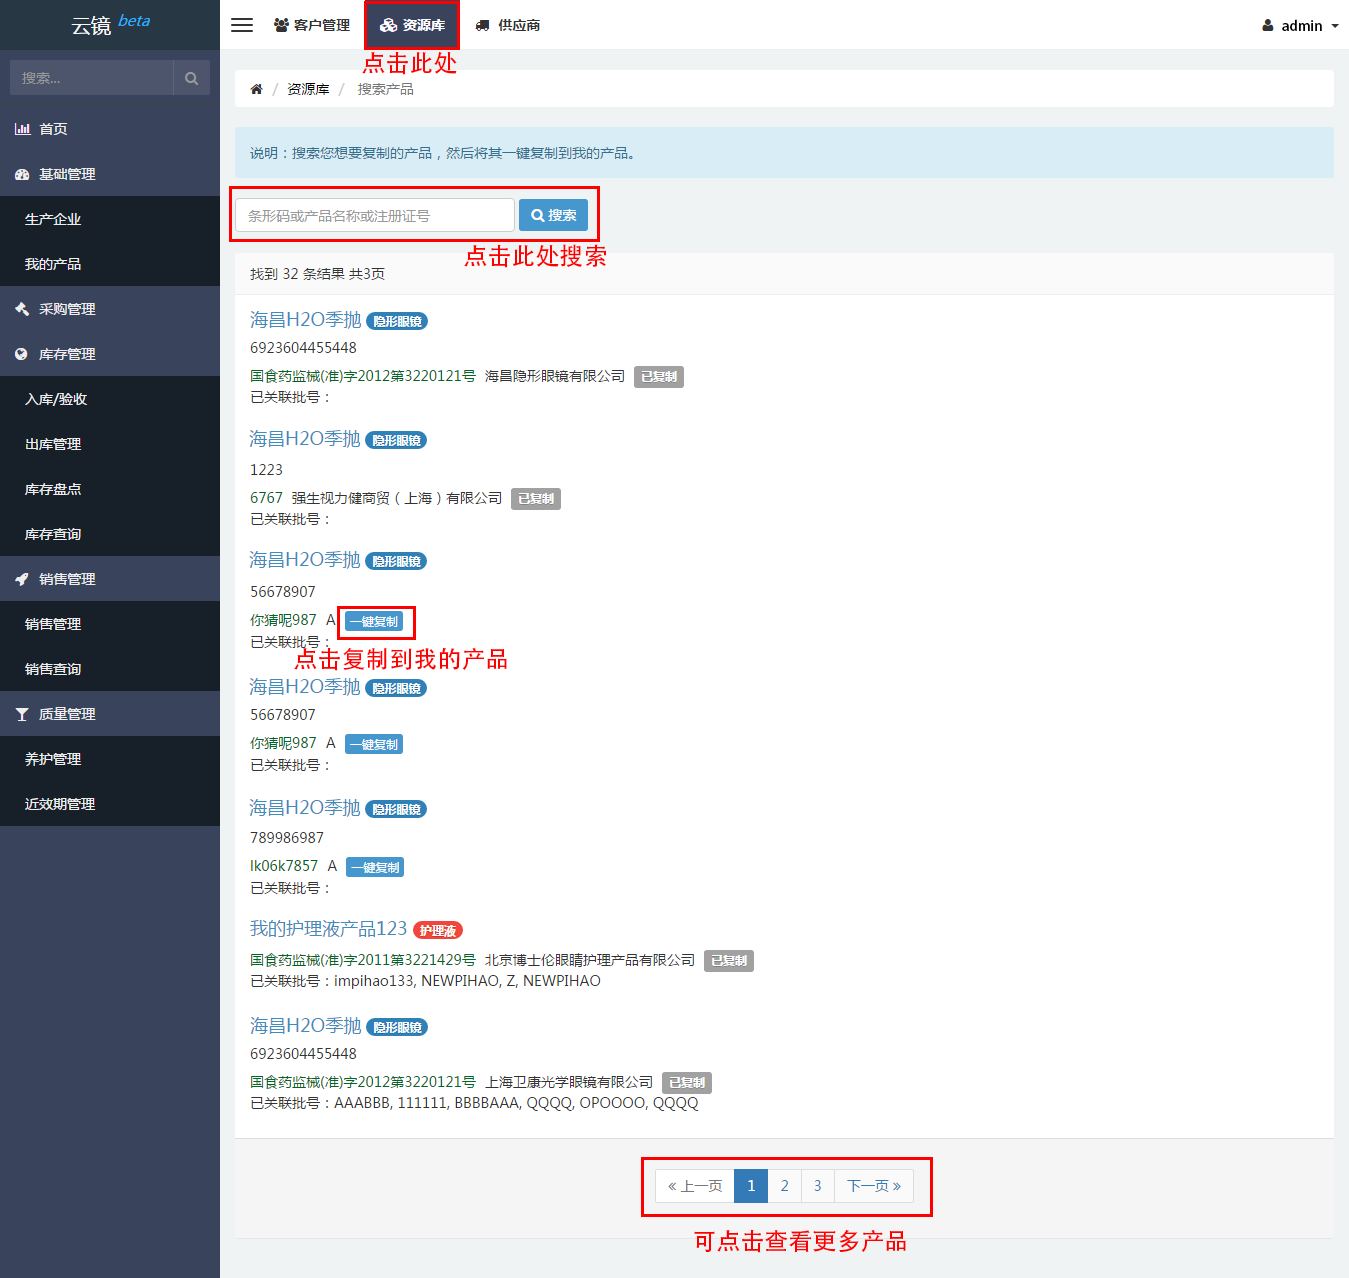 云镜 beta
客户管理
资源库
供应商
admin
点击此处
搜索...
首页
基础管理
生产企业
我的产品
采购管理
库存管理
入库/验收
出库管理
库存盘点
库存查询
销售管理
销售管理
销售查询
质量管理
养护管理
近效期管理
/ 资源库 / 搜索产品
说明：搜索您想要复制的产品，然后将其一键复制到我的产品。
条形码或产品名称或注册证号 搜索
点击此处搜索
找到 32 条结果 共3页
海昌H2O季抛 隐形眼镜
6923604455448
国食药监械(准)字2012第3220121号 海昌隐形眼镜有限公司 已复制
已关联批号：
海昌H2O季抛 隐形眼镜
1223
6767 强生视力健商贸（上海）有限公司 已复制
已关联批号：
海昌H2O季抛 隐形眼镜
56678907
你猜呢987 A 一键复制
已关联批号：
点击复制到我的产品
海昌H2O季抛 隐形眼镜
56678907
你猜呢987 A 一键复制
已关联批号：
海昌H2O季抛 隐形眼镜
789986987
lk06k7857 A 一键复制
已关联批号：
我的护理液产品123 护理液
国食药监械(准)字2011第3221429号 北京博士伦眼睛护理产品有限公司 已复制
已关联批号：impihao133, NEWPIHAO, Z, NEWPIHAO
海昌H2O季抛 隐形眼镜
6923604455448
国食药监械(准)字2012第3220121号 上海卫康光学眼镜有限公司 已复制
已关联批号：AAABBB, 111111, BBBBAAA, QQQQ, OPOOOO, QQQQ
« 上一页 1 2 3 下一页 »
可点击查看更多产品